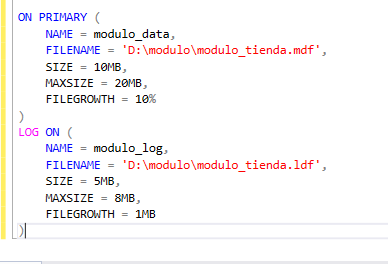 ON PRIMARY (
NAME = modulo_data,
FILENAME = 'D:\modulo\modulo_tienda.mdf',
SIZE = 10MB,
MAXSIZE = 20MB,
FILEGROWTH = 10%
)
LOG ON (
NAME = modulo_log,
FILENAME = 'D:\modulo\modulo_tienda.ldf',
SIZE = 5MB,
MAXSIZE = 8MB,
FILEGROWTH = 1MB
)